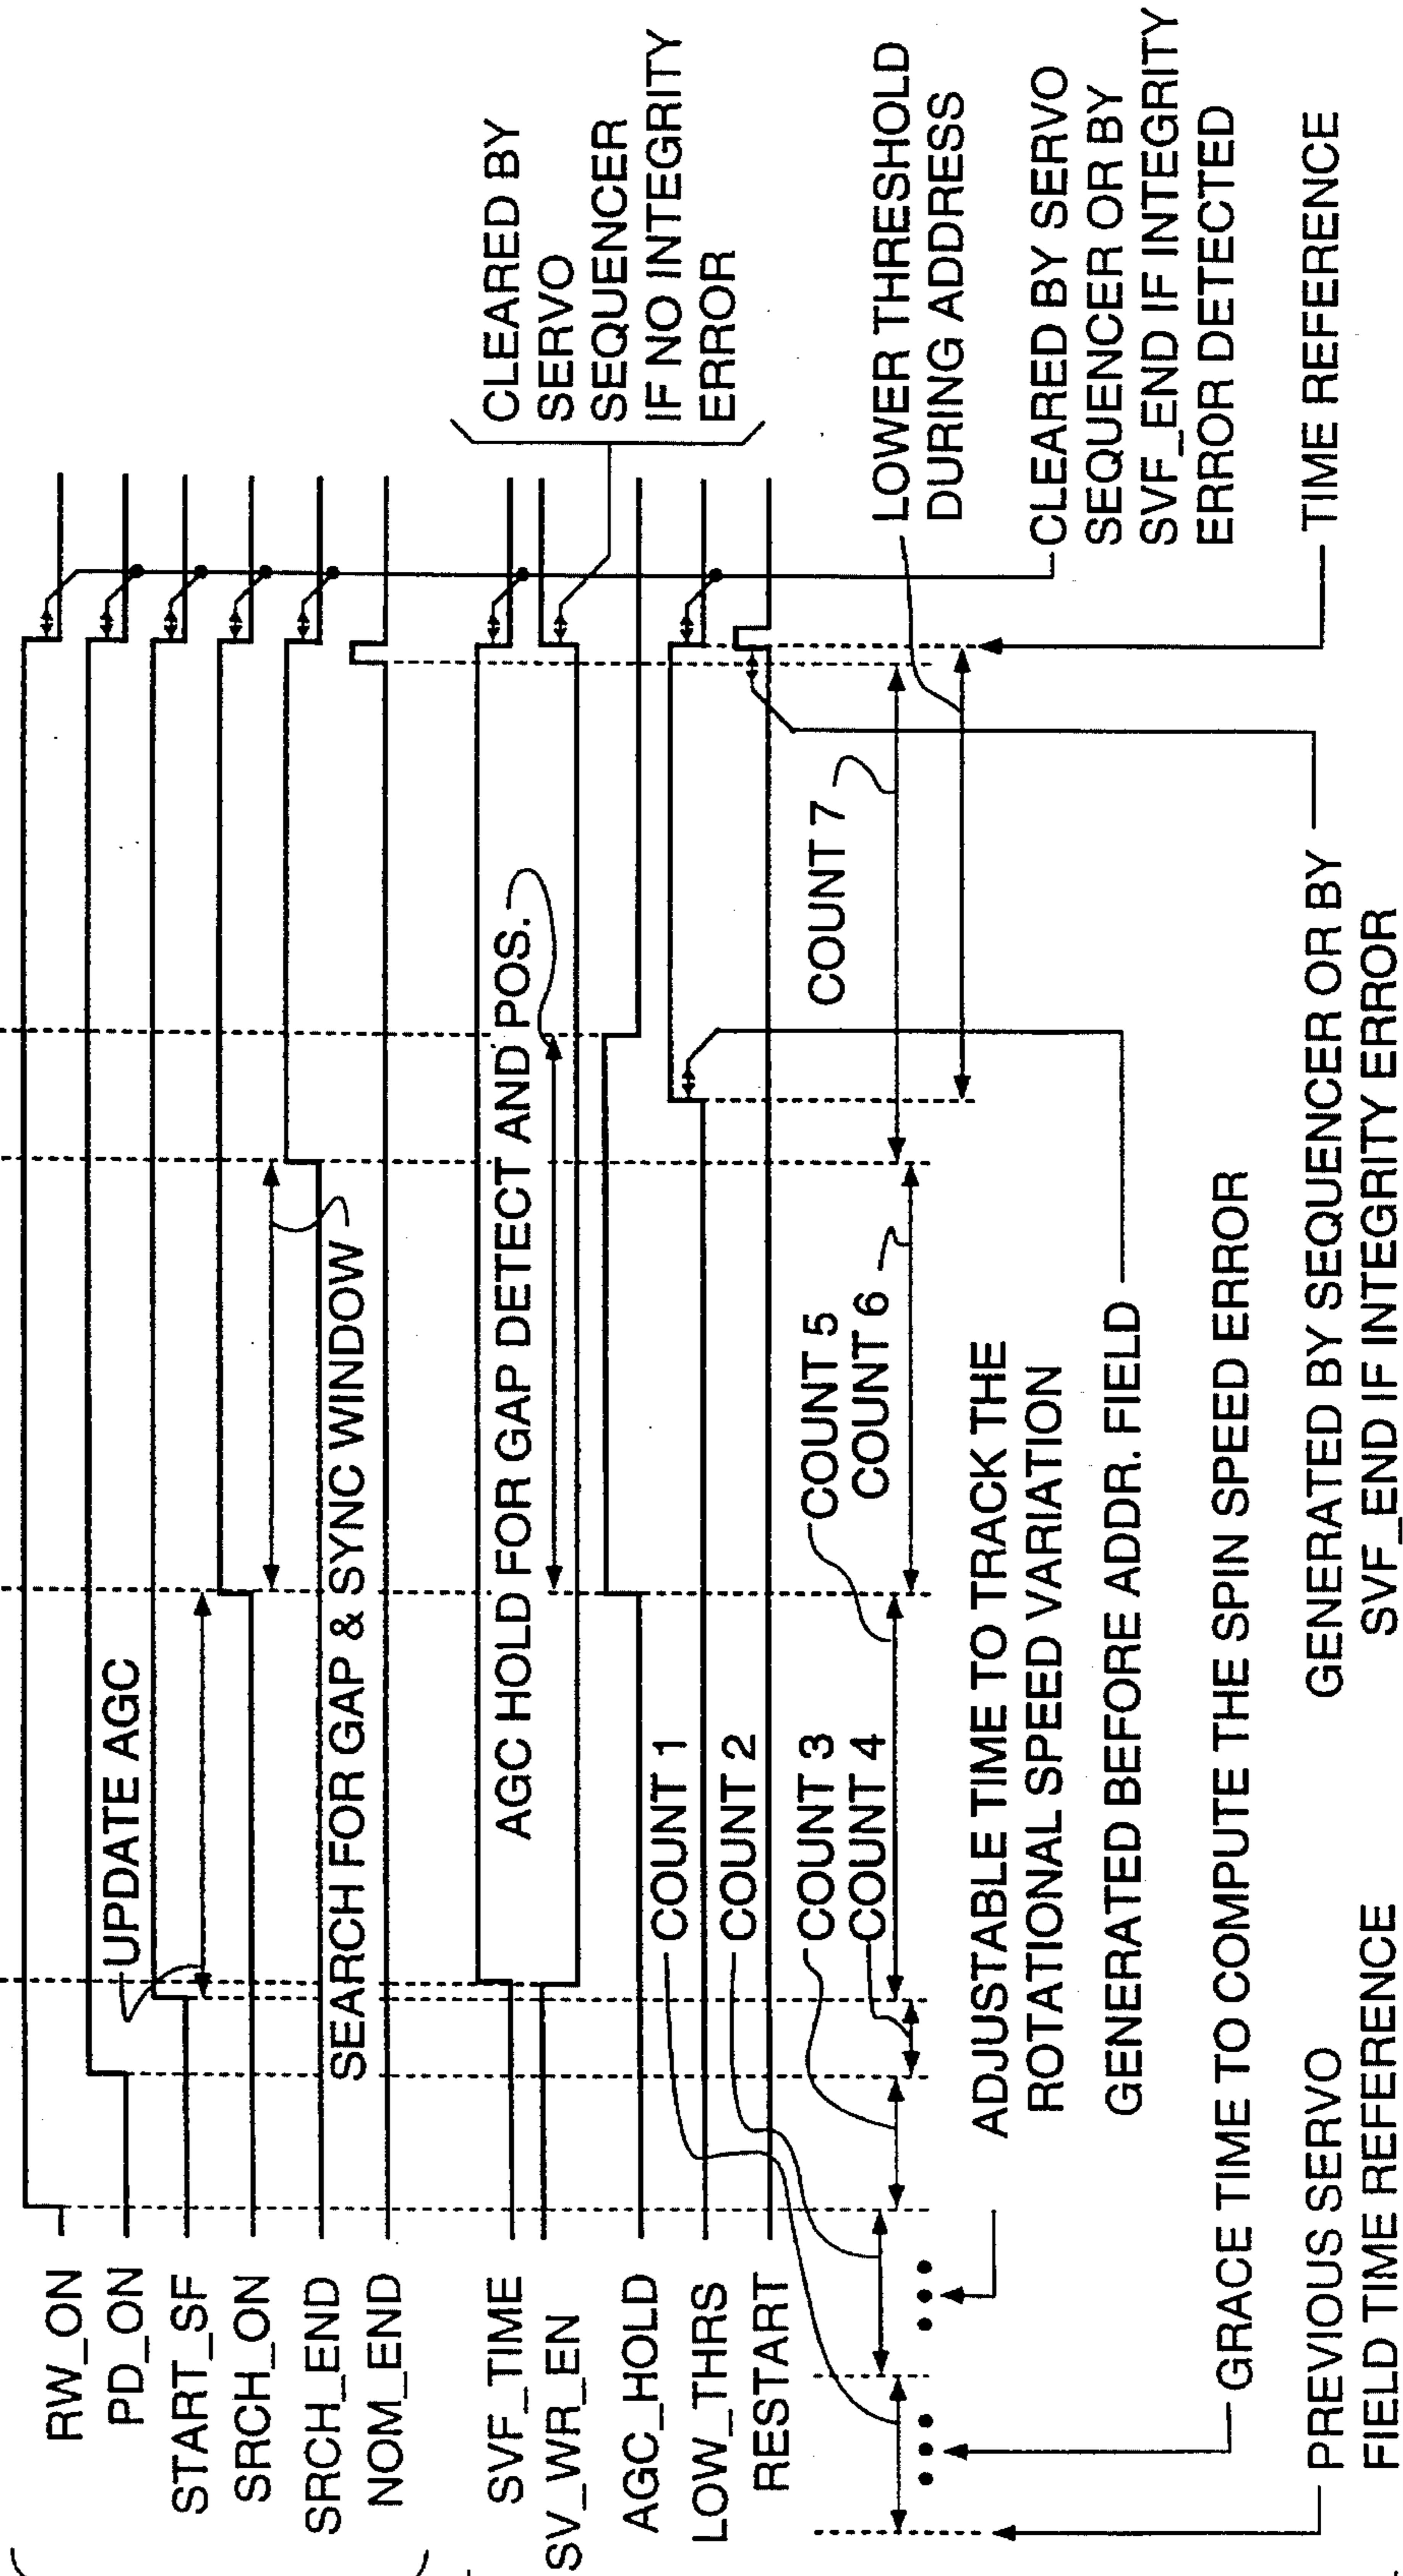 RW_ON
PD_ON
START_SF
SRCH_ON
SRCH_END
NOM_END
SVF_TIME
SV_WR_EN
AGC_HOLD
LOW_THRS
RESTART
UPDATE AGC
SEARCH FOR GAP & SYNC WINDOW
AGC HOLD FOR GAP DETECT AND POS.
COUNT 1
COUNT 2
COUNT 3
COUNT 4
COUNT 5
COUNT 6
COUNT 7
CLEARED BY
SERVO
SEQUENCER
IF NO INTEGRITY
ERROR
LOWER THRESHOLD
DURING ADDRESS
CLEARED BY SERVO
SEQUENCER OR BY
SVF_END IF INTEGRITY
ERROR DETECTED
TIME REFERENCE
ADJUSTABLE TIME TO TRACK THE
ROTATIONAL SPEED VARIATION
GENERATED BEFORE ADDR. FIELD
GRACE TIME TO COMPUTE THE SPIN SPEED ERROR
PREVIOUS SERVO
FIELD TIME REFERENCE
GENERATED BY SEQUENCER OR BY
SVF_END IF INTEGRITY ERROR